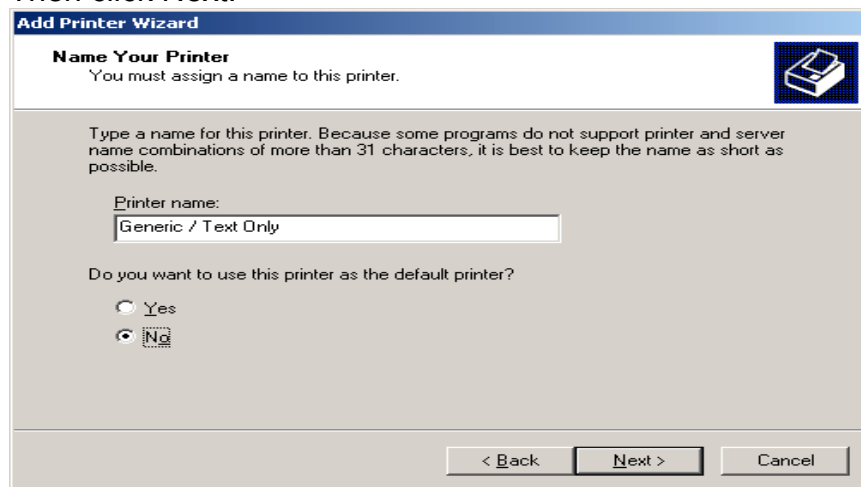 Then click Next.
Add Printer Wizard
Name Your Printer
You must assign a name to this printer.
Type a name for this printer. Because some programs do not support printer and server
name combinations of more than 31 characters, it is best to keep the name as short as
possible.
Printer name:
Generic / Text Only
Do you want to use this printer as the default printer?
Yes
No
< Back Next > Cancel